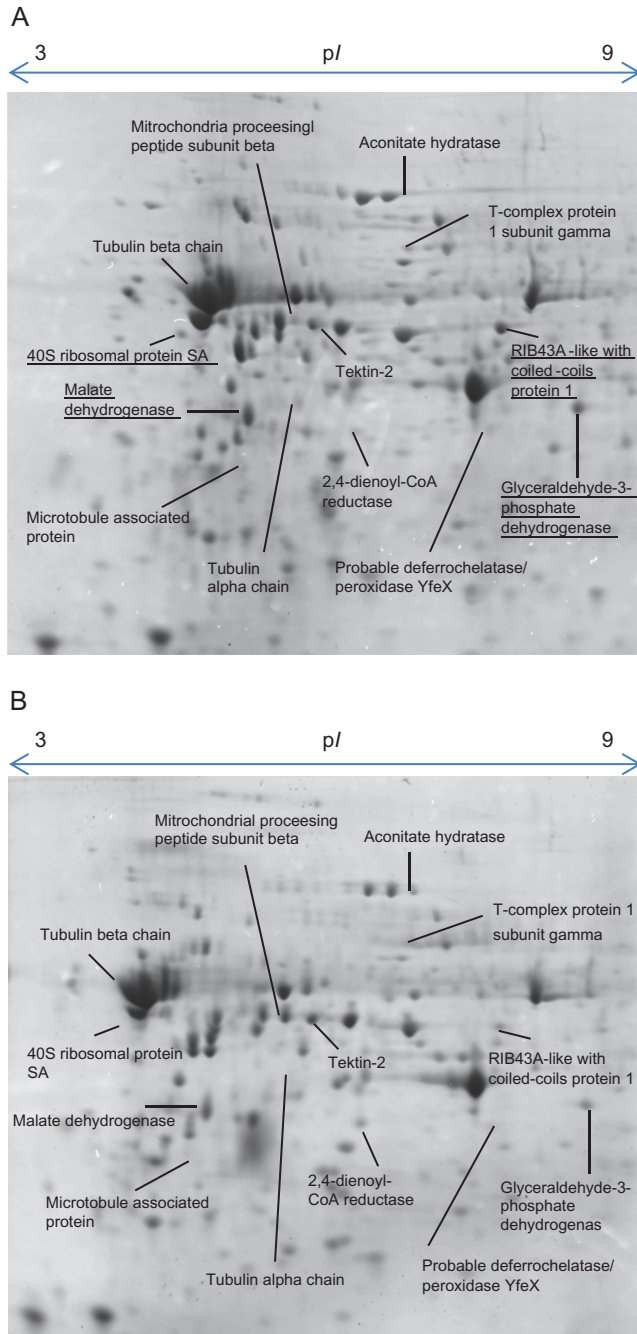 A
3 pI 9
Mitrochondria proceesingl
peptide subunit beta
Aconitate hydratase
T-complex protein
1 subunit gamma
Tubulin beta chain
40S ribosomal protein SA
Tektin-2
RIB43A -like with
coiled -coils
protein 1
Malate
dehydrogenase
2,4-dienoyl-CoA
reductase
Glyceraldehyde-3-
phosphate
dehydrogenase
Microtobule associated
protein
Tubulin
alpha chain
Probable deferrochelatase/
peroxidase YfeX
B
3 pI 9
Mitrochondrial proceesing
peptide subunit beta
Aconitate hydratase
T-complex protein 1
subunit gamma
Tubulin beta chain
40S ribosomal protein
SA
Tektin-2
RIB43A-like with
coiled-coils protein 1
Malate dehydrogenase
2,4-dienoyl-
CoA reductase
Glyceraldehyde-3-
phosphate
dehydrogenas
Microtobule associated
protein
Tubulin alpha chain
Probable deferrochelatase/
peroxidase YfeX